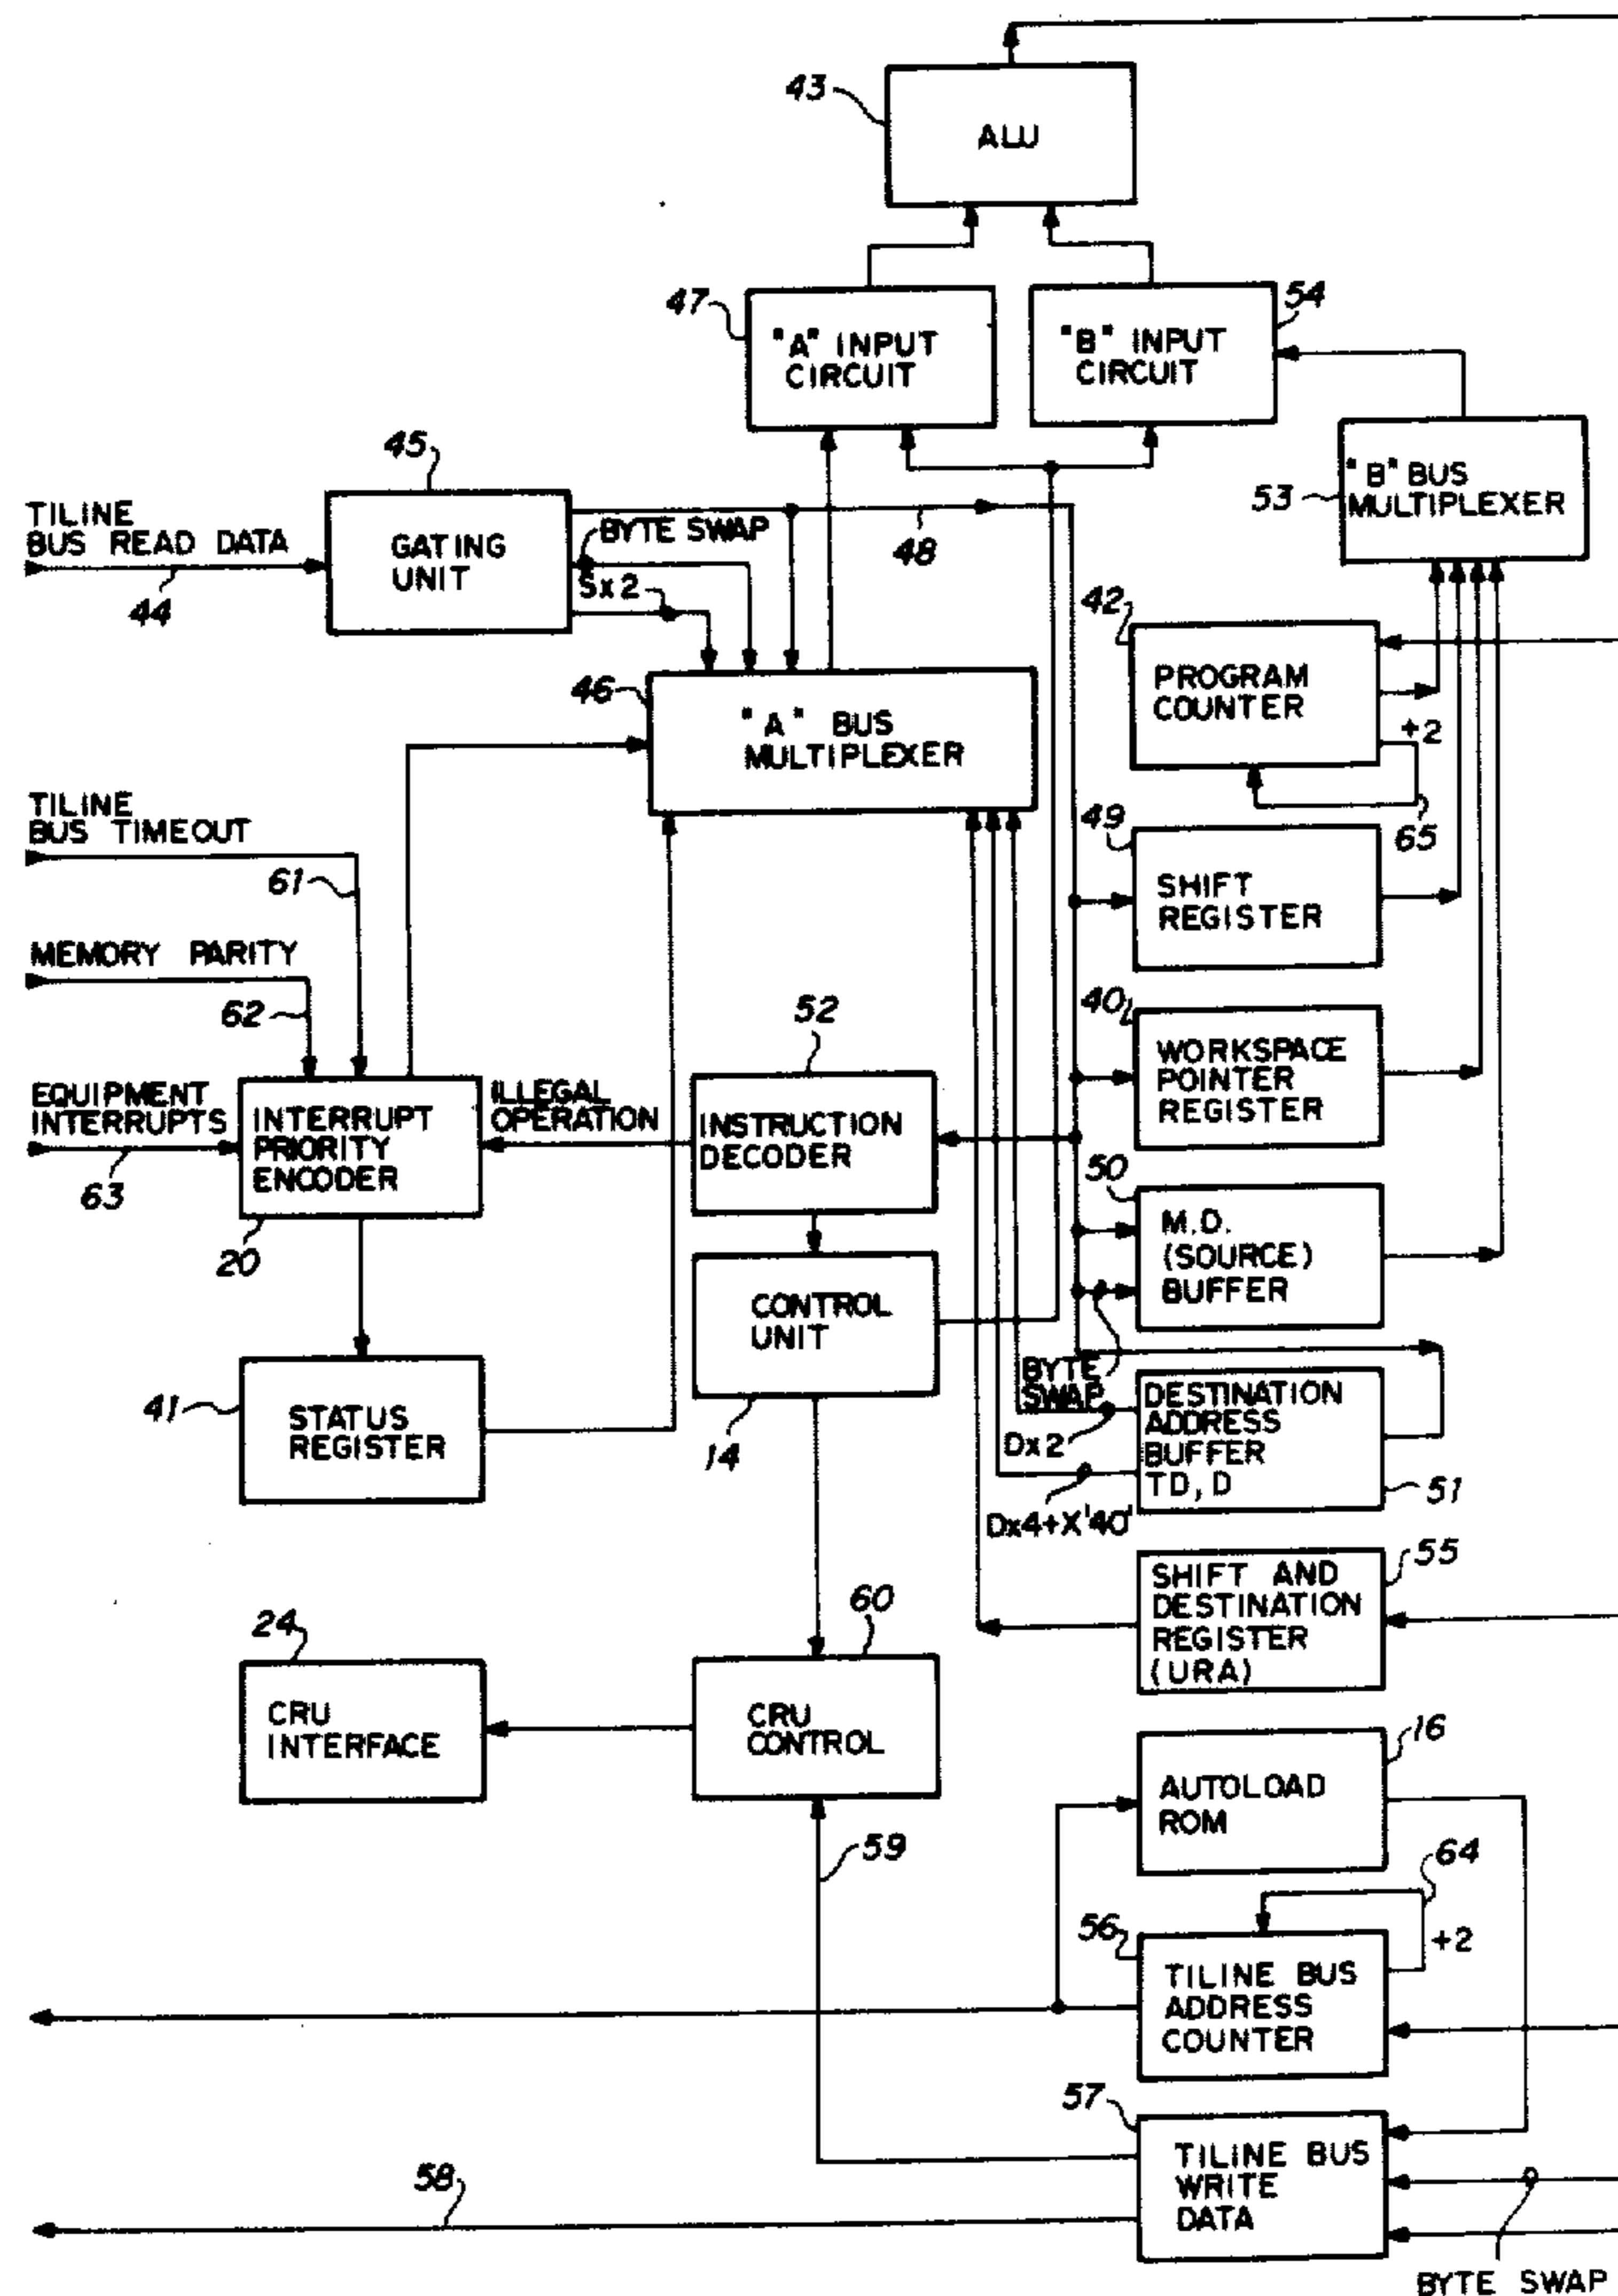 43
ALU
47
"A" INPUT
CIRCUIT
54
"B" INPUT
CIRCUIT
45
GATING
UNIT
TILINE
BUS READ DATA
44
BYTE SWAP
Sx2
48
53
"B" BUS
MULTIPLEXER
42
PROGRAM
COUNTER
+2
65
46
"A" BUS
MULTIPLEXER
TILINE
BUS TIMEOUT
61
49
SHIFT
REGISTER
MEMORY PARITY
62
52
40
WORKSPACE
POINTER
REGISTER
EQUIPMENT
INTERRUPTS
63
INTERRUPT
PRIORITY
ENCODER
20
ILLEGAL
OPERATION
INSTRUCTION
DECODER
50
M.D.
(SOURCE)
BUFFER
CONTROL
UNIT
14
BYTE
SWAP
Dx2
DESTINATION
ADDRESS
BUFFER
TD, D
51
Dx4+X'40'
41
STATUS
REGISTER
55
SHIFT AND
DESTINATION
REGISTER
(URA)
24
CRU
INTERFACE
60
CRU
CONTROL
16
AUTOLOAD
ROM
59
64
+2
56
TILINE BUS
ADDRESS
COUNTER
57
TILINE BUS
WRITE
DATA
58
BYTE SWAP